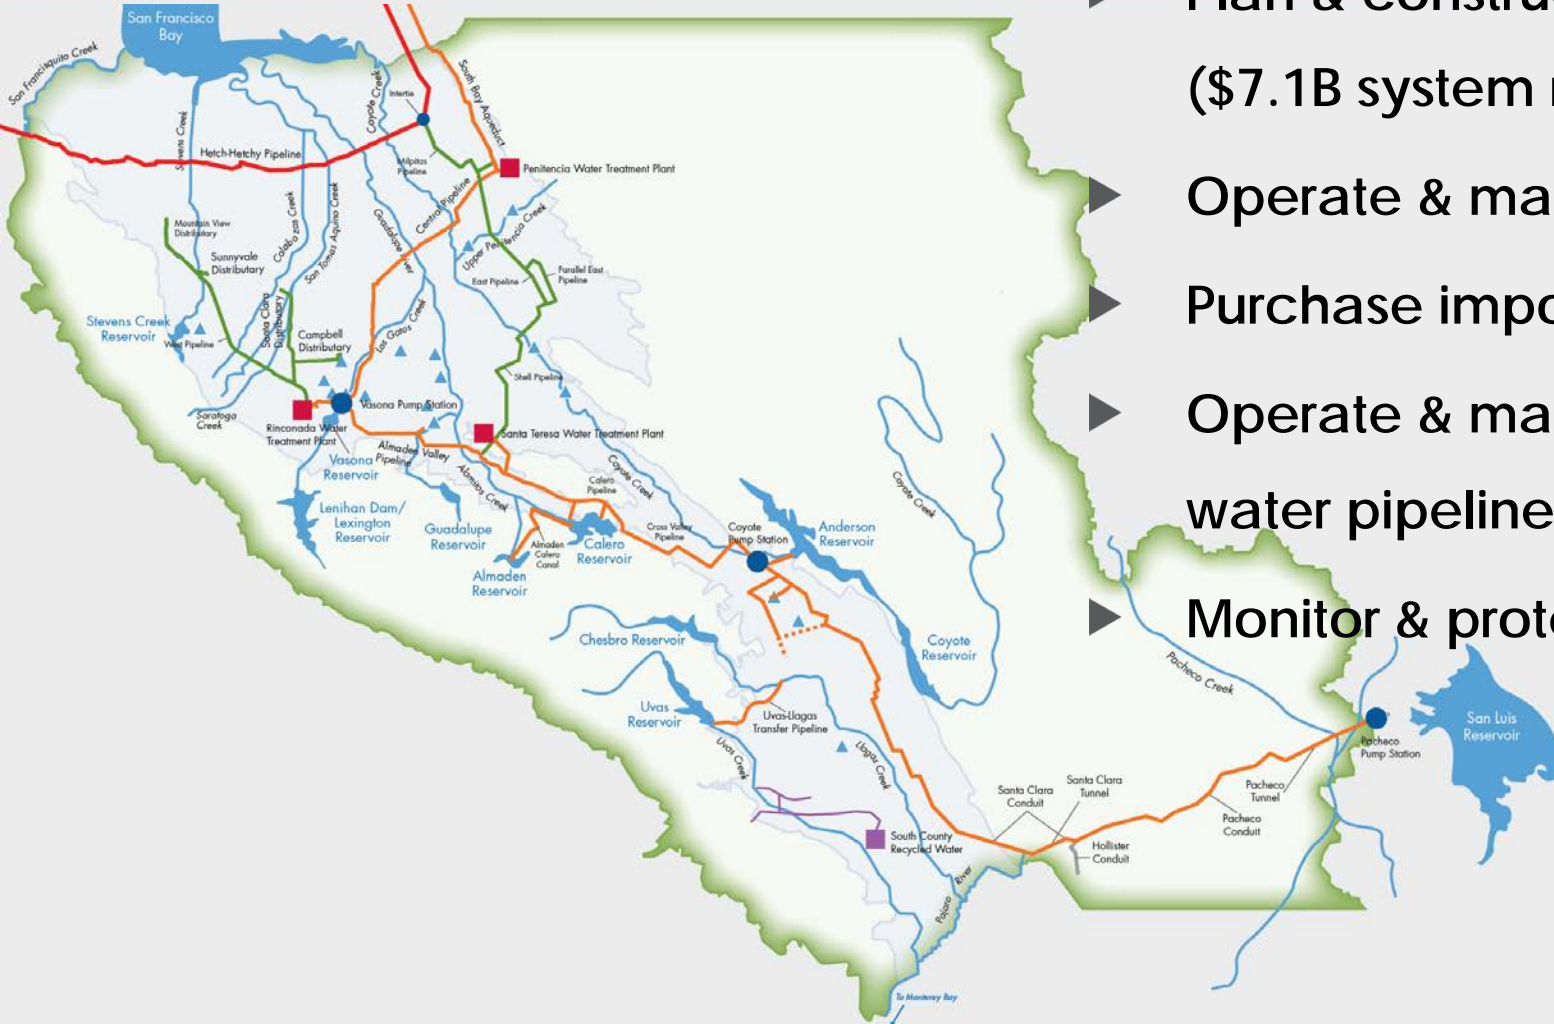 San Francisco
Bay
San Francisquito Creek
Stevens Creek
Hetch-Hetchy Pipeline
Coyote Creek
Intertie
South Bay Aqueduct
Milpitas
Pipeline
Penitencia Water Treatment Plant
Central Pipeline
Guadalupe River
Upper Penitencia Creek
Calabazas Creek
San Tomas Aquino Creek
Mountain View
Distributary
Sunnyvale
Distributary
East Pipeline
Parallel East
Pipeline
Stevens Creek
Reservoir
West Pipeline
Santa Clara
Distributary
Campbell
Distributary
Los Gatos Creek
Shell Pipeline
Saratoga
Creek
Vasona Pump Station
Rinconada Water
Treatment Plant
Santa Teresa Water Treatment Plant
Vasona
Reservoir
Almaden Valley
Pipeline
Alamitos Creek
Coyote Creek
Calero
Pipeline
Lenihan Dam/
Lexington
Reservoir
Guadalupe
Reservoir
Almaden
Calero
Canal
Calero
Reservoir
Cross Valley
Pipeline
Coyote
Pump Station
Anderson
Reservoir
Coyote Creek
Almaden
Reservoir
Chesbro Reservoir
Coyote
Reservoir
Uvas
Reservoir
Uvas-Llagas
Transfer Pipeline
Uvas Creek
Llagas Creek
Pacheco Creek
San Luis
Reservoir
Pacheco
Pump Station
Santa Clara
Conduit
Santa Clara
Tunnel
Pacheco
Tunnel
Pacheco
Conduit
Hollister
Conduit
South County
Recycled Water
Pajaro River
To Monterey Bay
Plan & constru
($7.1B system
Operate & ma
Purchase impo
Operate & ma
water pipeline
Monitor & prote